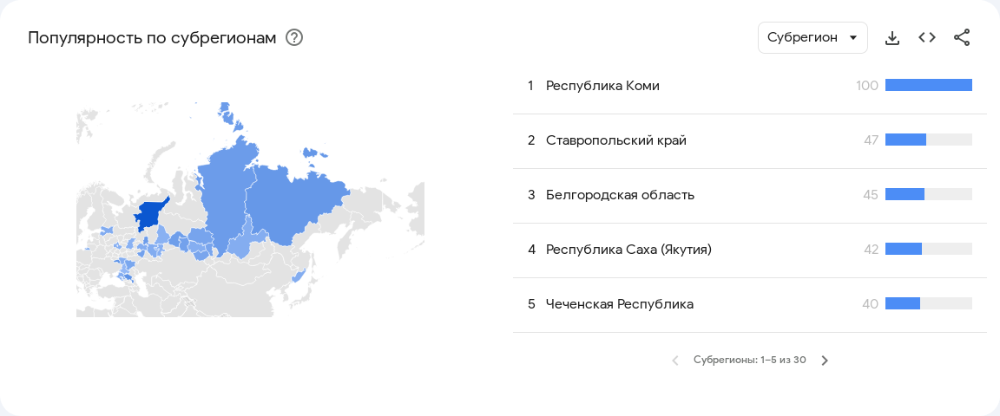 Популярность по субрегионам
Субрегион
1 Республика Коми 100
2 Ставропольский край 47
3 Белгородская область 45
4 Республика Саха (Якутия) 42
5 Чеченская Республика 40
Субрегионы: 1–5 из 30